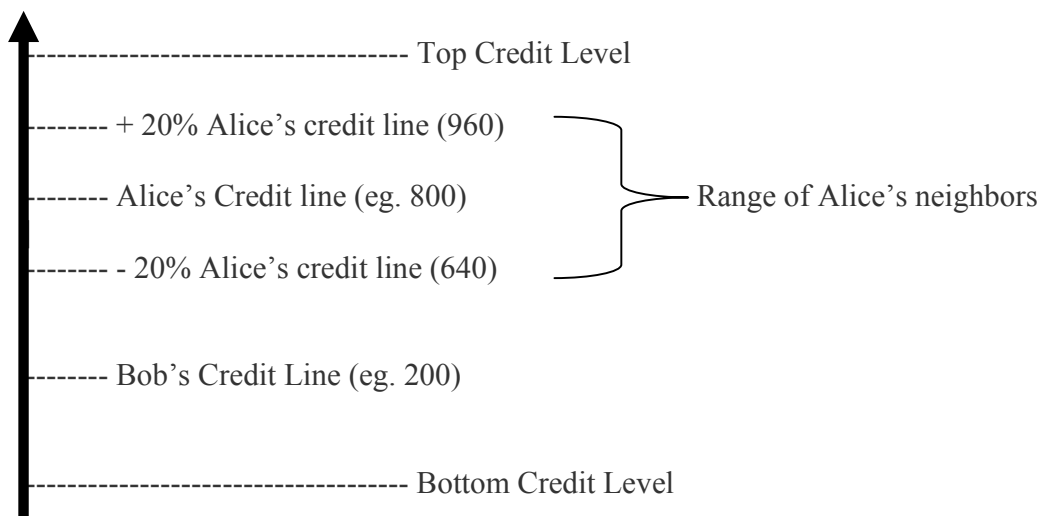 Top Credit Level
+ 20% Alice’s credit line (960)
Alice’s Credit line (eg. 800)
Range of Alice’s neighbors
- 20% Alice’s credit line (640)
Bob’s Credit Line (eg. 200)
Bottom Credit Level